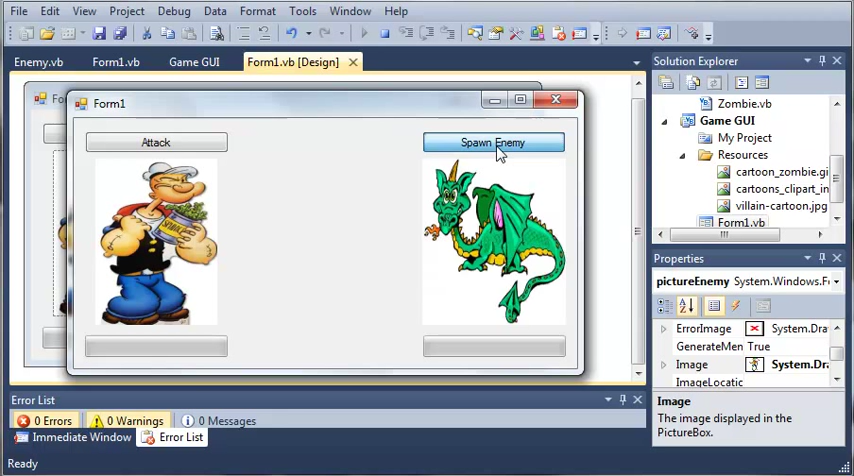 File Edit View Project Build Debug Data Format Tools Window Help
Enemy.vb Form1.vb Game GUI Form1.vb [Design]
Form1
Attack
Spawn Enemy
Solution Explorer
Zombie.vb
Game GUI
My Project
Resources
cartoon_zombie.gi
cartoons_clipart_in
villain-cartoon.jpg
Form1.vb
Properties
pictureEnemy System.Windows.Fo
ErrorImage System.Dra
GenerateMen True
Image System.Dra
ImageLocatic
Image
The image displayed in the
PictureBox.
Error List
0 Errors 0 Warnings 0 Messages
Immediate Window Error List
Ready